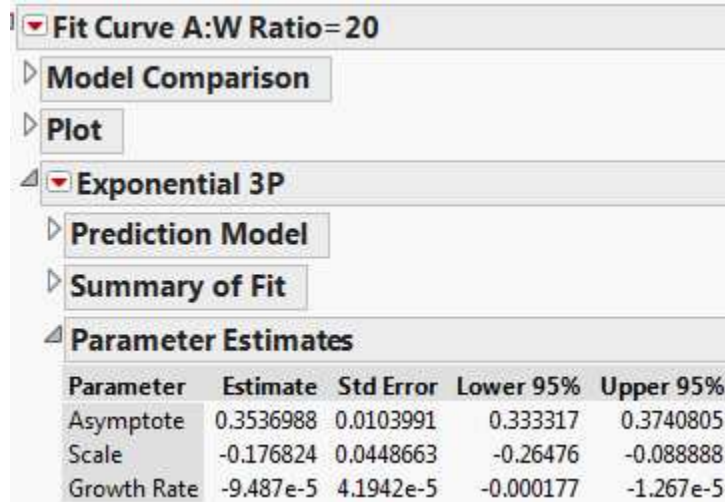 Fit Curve A:W Ratio=20
Model Comparison
Plot
Exponential 3P
Prediction Model
Summary of Fit
Parameter Estimates
Parameter Estimate Std Error Lower 95% Upper 95%
Asymptote 0.3536988 0.0103991 0.333317 0.3740805
Scale -0.176824 0.0448663 -0.26476 -0.088888
Growth Rate -9.487e-5 4.1942e-5 -0.000177 -1.267e-5